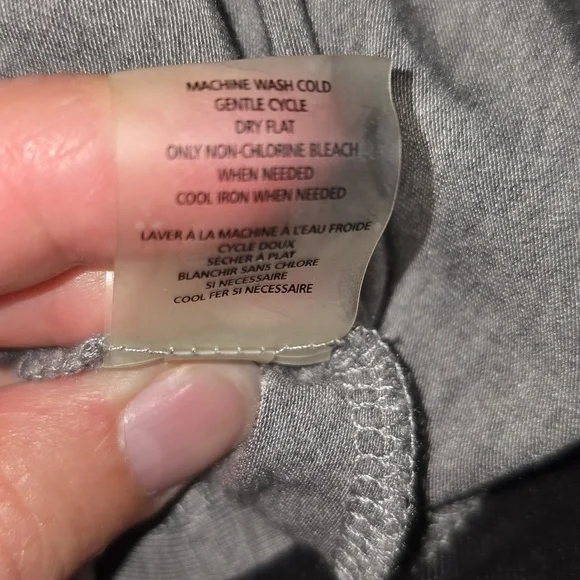 MACHINE WASH COLD
GENTLE CYCLE
DRY FLAT
ONLY NON-CHLORINE BLEACH
WHEN NEEDED
COOL IRON WHEN NEEDED
LAVER À LA MACHINE À L'EAU FROIDE
CYCLE DOUX
SÉCHER À PLAT
BLANCHIR SANS CHLORE
SI NÉCESSAIRE
COOL FER SI NÉCESSAIRE